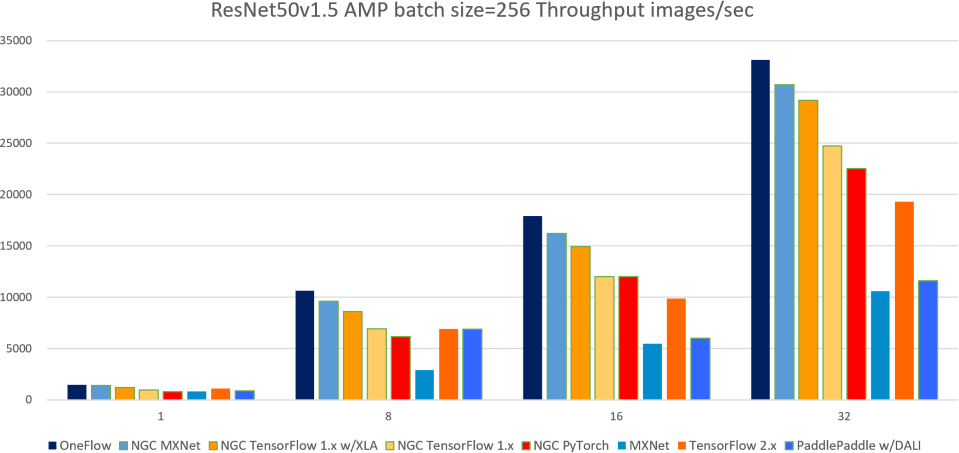 ResNet50v1.5 AMP batch size=256 Throughput images/sec
35000
30000
25000
20000
15000
10000
5000
0
1 8 16 32
OneFlow NGC MXNet NGC TensorFlow 1.x w/XLA NGC TensorFlow 1.x NGC PyTorch MXNet TensorFlow 2.x PaddlePaddle w/DALI